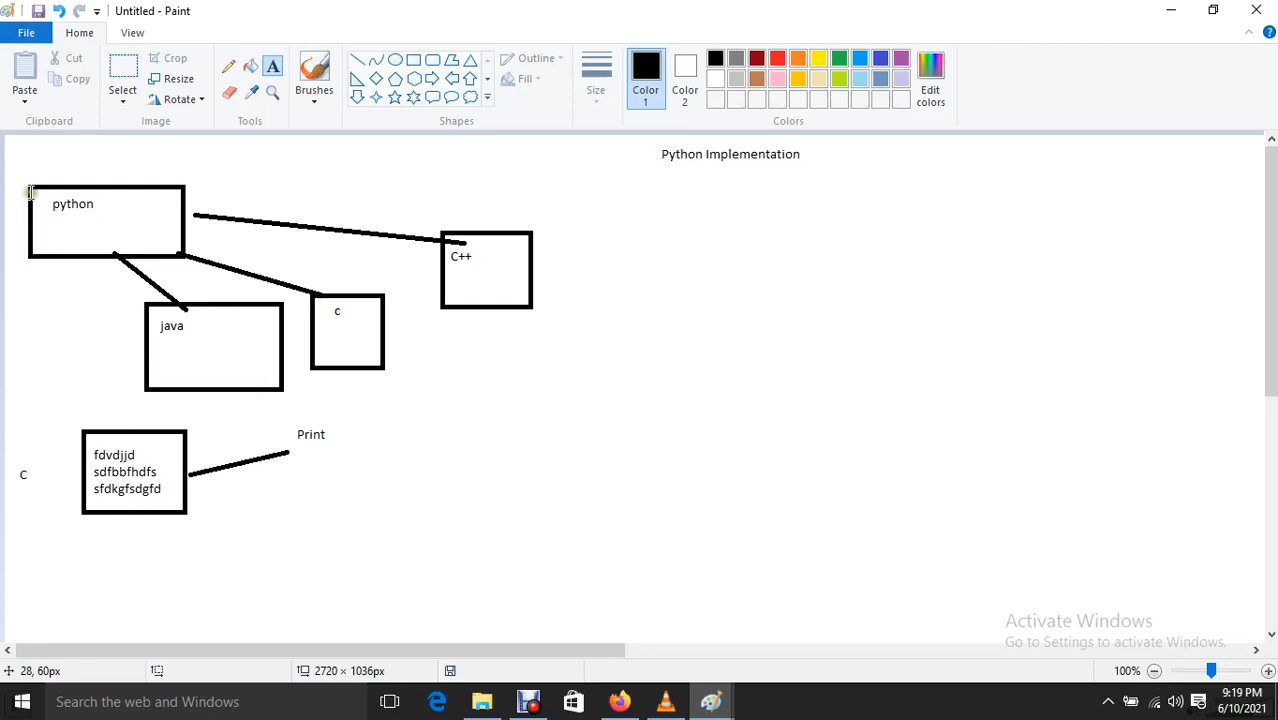 Untitled - Paint
File
Home
View
Paste
Cut
Copy
Clipboard
Select
Crop
Resize
Rotate
Image
A
Tools
Brushes
Shapes
Outline
Fill
Size
Color
1
Color
2
Edit
colors
Colors
Python Implementation
python
C++
c
java
Print
fdvdjjd
sdfbbfhdfs
sfdkgfsdgfd
C
Activate Windows
Go to Settings to activate Windows.
28, 60px
2720 × 1036px
100%
Search the web and Windows
9:19 PM
6/10/2021